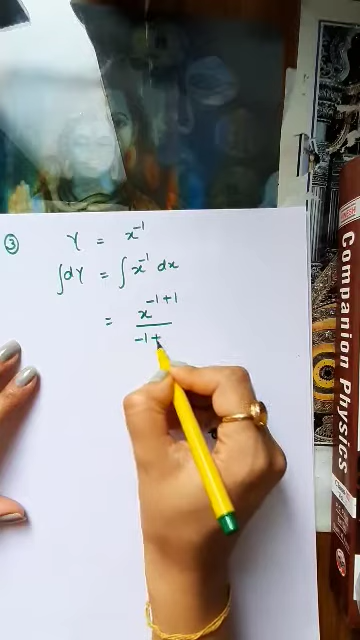 ③ Y = x⁻¹
∫dY = ∫x⁻¹ dx
= x⁻¹⁺¹
-1+
Companion Physics